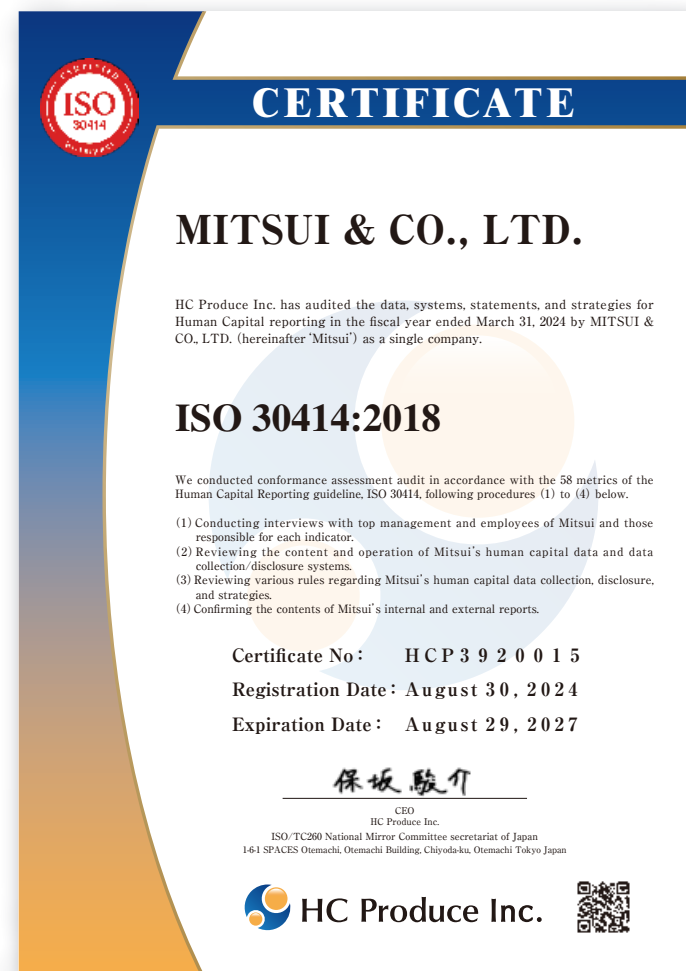 CERTIFIED
ISO
30414
CERTIFICATE
MITSUI & CO., LTD.
HC Produce Inc. has audited the data, systems, statements, and strategies for
Human Capital reporting in the fiscal year ended March 31, 2024 by MITSUI &
CO., LTD. (hereinafter ‘Mitsui’) as a single company.
ISO 30414:2018
We conducted conformance assessment audit in accordance with the 58 metrics of the
Human Capital Reporting guideline, ISO 30414, following procedures (1) to (4) below.
(1) Conducting interviews with top management and employees of Mitsui and those
responsible for each indicator.
(2) Reviewing the content and operation of Mitsui’s human capital data and data
collection/disclosure systems.
(3) Reviewing various rules regarding Mitsui’s human capital data collection, disclosure,
and strategies.
(4) Confirming the contents of Mitsui’s internal and external reports.
Certificate No： HCP3920015
Registration Date： August 30, 2024
Expiration Date： August 29, 2027
保坂 駿介
CEO
HC Produce Inc.
ISO/TC260 National Mirror Committee secretariat of Japan
1-6-1 SPACES Otemachi, Otemachi Building, Chiyoda-ku, Otemachi Tokyo Japan
HC Produce Inc.